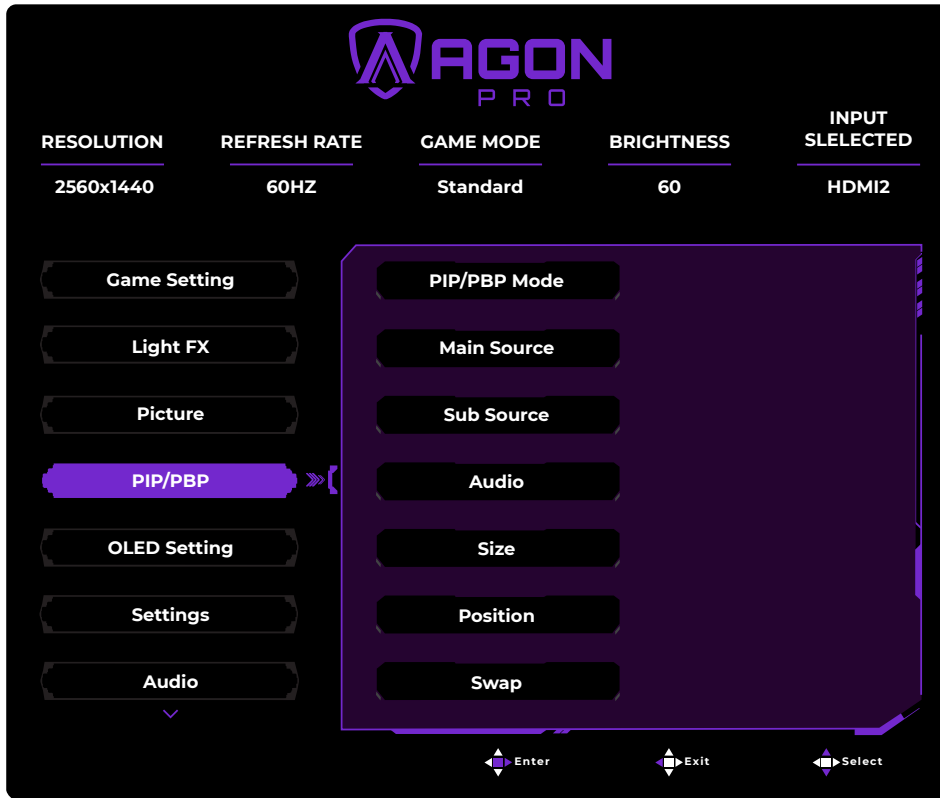 AGON
PRO
RESOLUTION
REFRESH RATE
GAME MODE
BRIGHTNESS
INPUT
SLELECTED
2560x1440
60HZ
Standard
60
HDMI2
Game Setting
Light FX
Picture
PIP/PBP
OLED Setting
Settings
Audio
PIP/PBP Mode
Main Source
Sub Source
Audio
Size
Position
Swap
Enter
Exit
Select